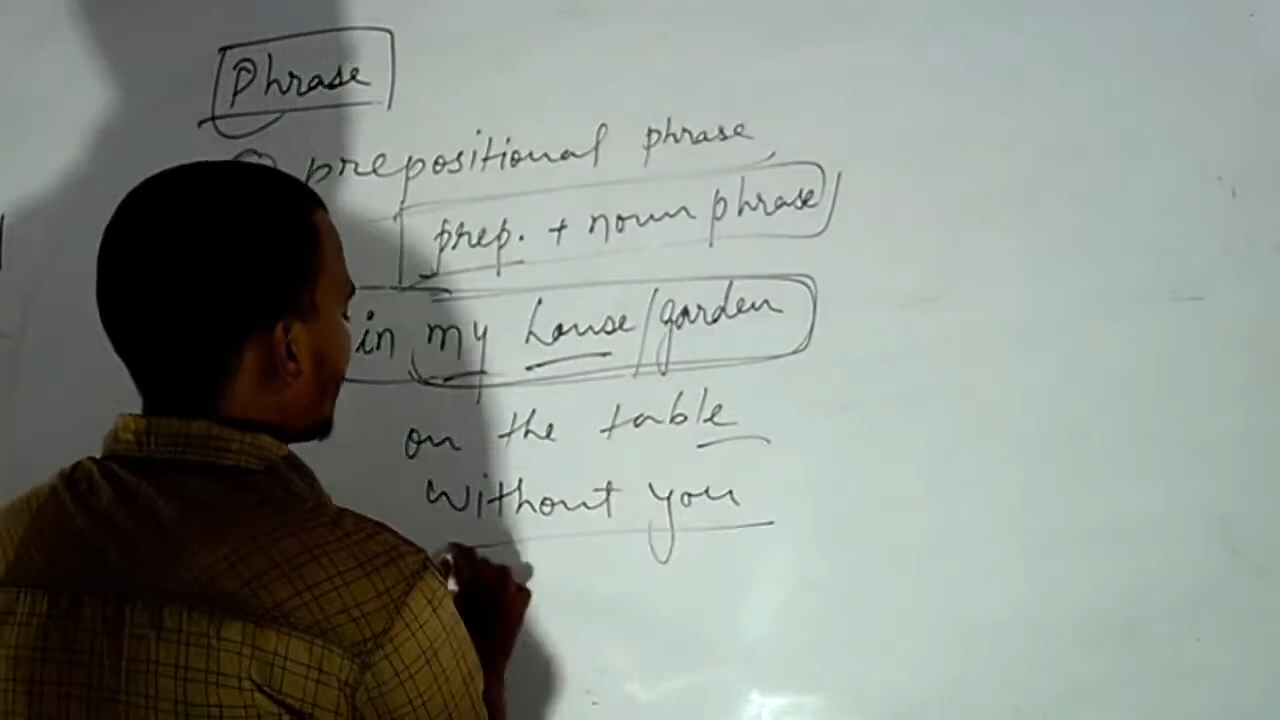 Phrase
prepositional phrase
prep. + noun phrase
in my house/garden
on the table
without you